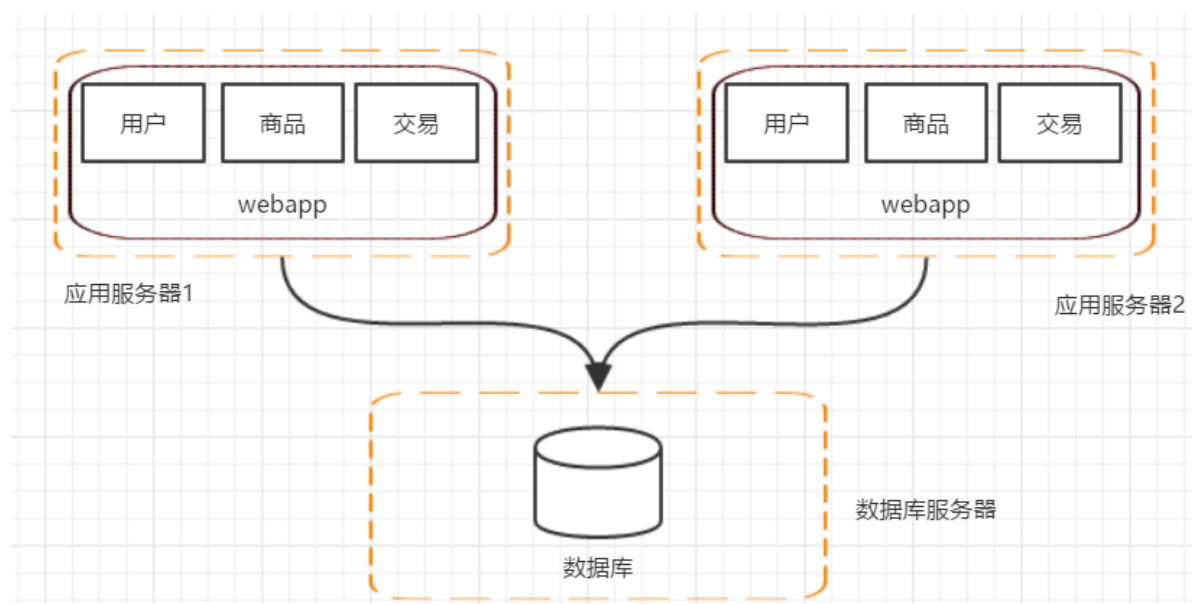 用户 商品 交易
webapp
应用服务器1
用户 商品 交易
webapp
应用服务器2
数据库
数据库服务器